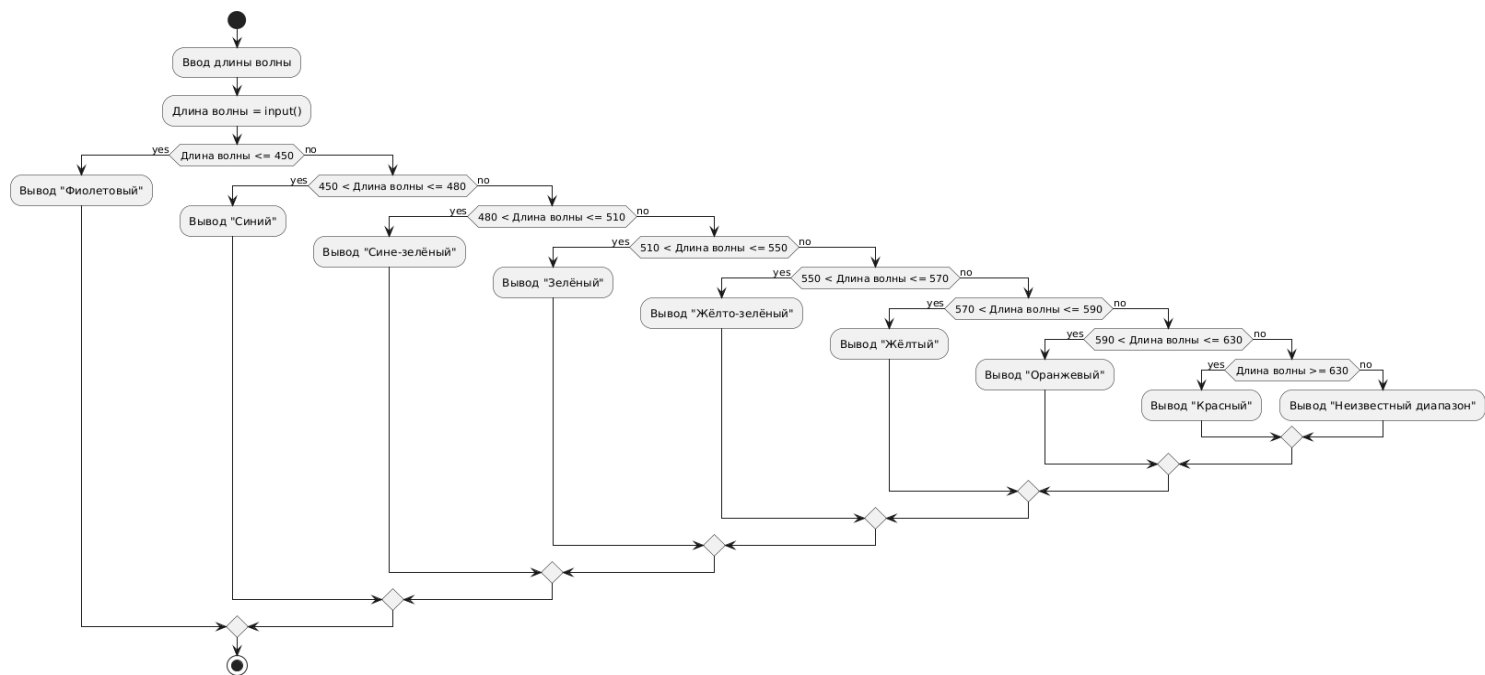 Ввод длины волны
Длина волны = input()
yes
Длина волны <= 450
no
Вывод "Фиолетовый"
yes
450 < Длина волны <= 480
no
Вывод "Синий"
yes
480 < Длина волны <= 510
no
Вывод "Сине-зелёный"
yes
510 < Длина волны <= 550
no
Вывод "Зелёный"
yes
550 < Длина волны <= 570
no
Вывод "Жёлто-зелёный"
yes
570 < Длина волны <= 590
no
Вывод "Жёлтый"
yes
590 < Длина волны <= 630
no
Вывод "Оранжевый"
yes
Длина волны >= 630
no
Вывод "Красный"
Вывод "Неизвестный диапазон"